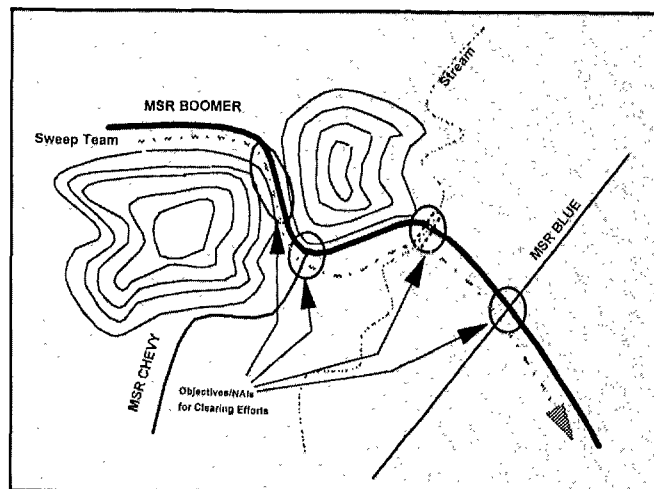 Stream
MSR BOOMER
Sweep Team
MSR BLUE
MSR CHEVY
Objectives/NAIs
for Clearing Efforts